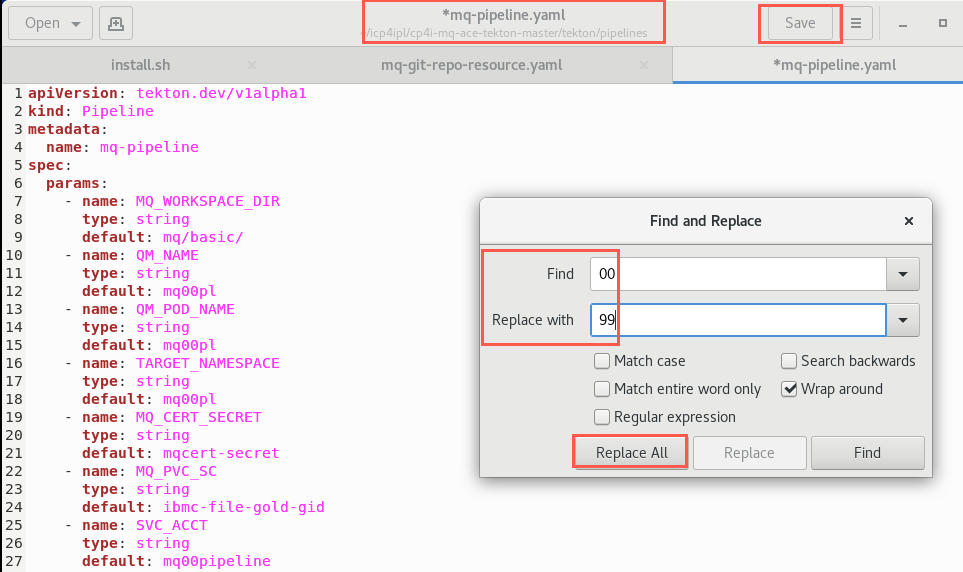 Open
*mq-pipeline.yaml
~/icp4ipl/cp4i-mq-ace-tekton-master/tekton/pipelines
Save
install.sh
mq-git-repo-resource.yaml
*mq-pipeline.yaml
1 apiVersion: tekton.dev/v1alpha1
2 kind: Pipeline
3 metadata:
4   name: mq-pipeline
5 spec:
6   params:
7     - name: MQ_WORKSPACE_DIR
8       type: string
9       default: mq/basic/
10     - name: QM_NAME
11       type: string
12       default: mq00pl
13     - name: QM_POD_NAME
14       type: string
15       default: mq00pl
16     - name: TARGET_NAMESPACE
17       type: string
18       default: mq00pl
19     - name: MQ_CERT_SECRET
20       type: string
21       default: mqcert-secret
22     - name: MQ_PVC_SC
23       type: string
24       default: ibmc-file-gold-gid
25     - name: SVC_ACCT
26       type: string
27       default: mq00pipeline
Find and Replace
Find 00
Replace with 99
Match case
Search backwards
Match entire word only
Wrap around
Regular expression
Replace All
Replace
Find